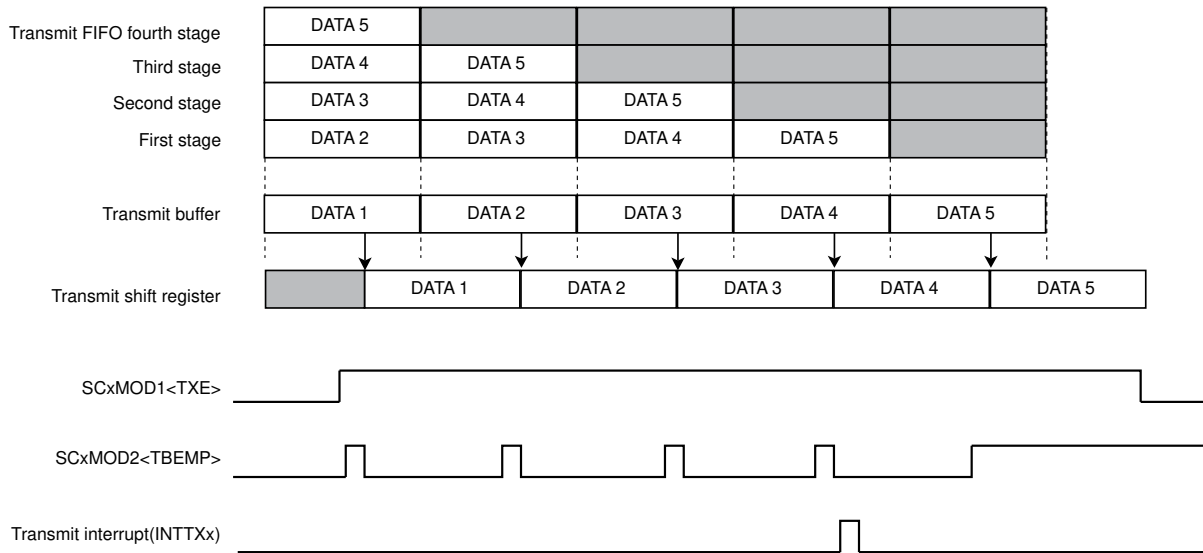 Transmit FIFO fourth stage DATA 5
Third stage DATA 4 DATA 5
Second stage DATA 3 DATA 4 DATA 5
First stage DATA 2 DATA 3 DATA 4 DATA 5
Transmit buffer DATA 1 DATA 2 DATA 3 DATA 4 DATA 5
Transmit shift register DATA 1 DATA 2 DATA 3 DATA 4 DATA 5
SCxMOD1<TXE>
SCxMOD2<TBEMP>
Transmit interrupt(INTTXx)